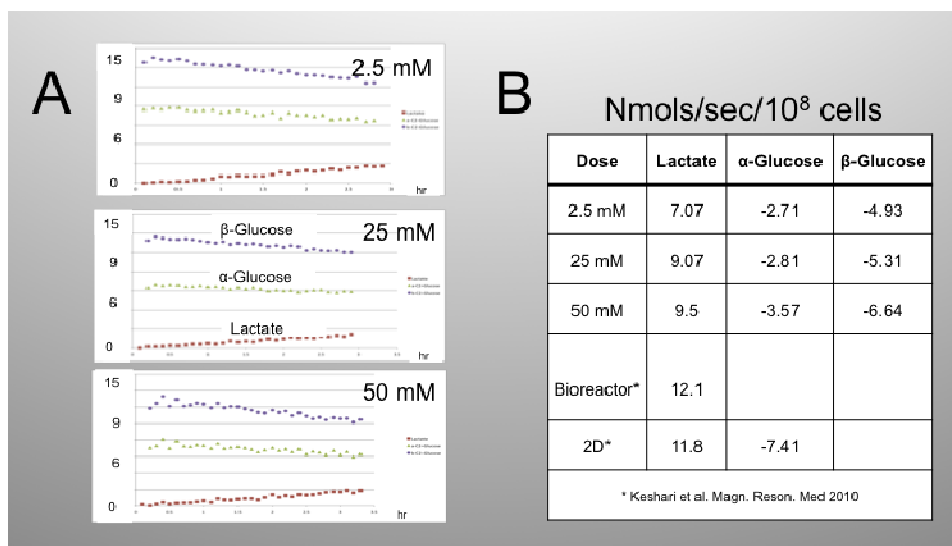 A
2.5 mM
15
9
6
0
hr
25 mM
15
9
6
0
β-Glucose
α-Glucose
Lactate
hr
50 mM
15
9
6
0
hr
B
Nmols/sec/10⁸ cells
Dose Lactate α-Glucose β-Glucose
2.5 mM 7.07 -2.71 -4.93
25 mM 9.07 -2.81 -5.31
50 mM 9.5 -3.57 -6.64
Bioreactor* 12.1
2D* 11.8 -7.41
* Keshari et al. Magn. Reson. Med 2010